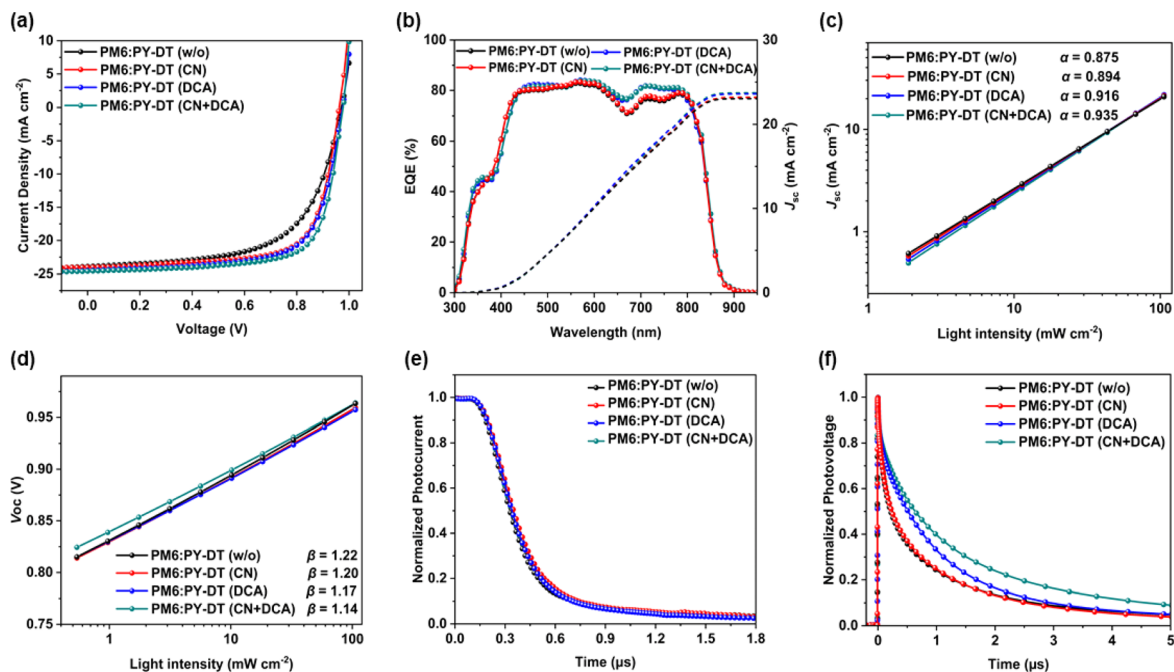 (a)
PM6:PY-DT (w/o)
PM6:PY-DT (CN)
PM6:PY-DT (DCA)
PM6:PY-DT (CN+DCA)
10
5
0
-5
-10
-15
-20
-25
0.0 0.2 0.4 0.6 0.8 1.0
Current Density (mA cm⁻²)
Voltage (V)
(b)
PM6:PY-DT (w/o) PM6:PY-DT (DCA)
PM6:PY-DT (CN) PM6:PY-DT (CN+DCA)
100
80
60
40
20
0
30
20
10
0
300 400 500 600 700 800 900
EQE (%)
Jsc (mA cm⁻²)
Wavelength (nm)
(c)
PM6:PY-DT (w/o) α = 0.875
PM6:PY-DT (CN) α = 0.894
PM6:PY-DT (DCA) α = 0.916
PM6:PY-DT (CN+DCA) α = 0.935
10
1
1 10 100
Jsc (mA cm⁻²)
Light intensity (mW cm⁻²)
(d)
0.95
0.90
0.85
0.80
0.75
PM6:PY-DT (w/o) β = 1.22
PM6:PY-DT (CN) β = 1.20
PM6:PY-DT (DCA) β = 1.17
PM6:PY-DT (CN+DCA) β = 1.14
1 10 100
Voc (V)
Light intensity (mW cm⁻²)
(e)
PM6:PY-DT (w/o)
PM6:PY-DT (CN)
PM6:PY-DT (DCA)
PM6:PY-DT (CN+DCA)
1.0
0.8
0.6
0.4
0.2
0.0
0.0 0.3 0.6 0.9 1.2 1.5 1.8
Normalized Photocurrent
Time (μs)
(f)
PM6:PY-DT (w/o)
PM6:PY-DT (CN)
PM6:PY-DT (DCA)
PM6:PY-DT (CN+DCA)
1.0
0.8
0.6
0.4
0.2
0.0
0 1 2 3 4 5
Normalized Photovoltage
Time (μs)